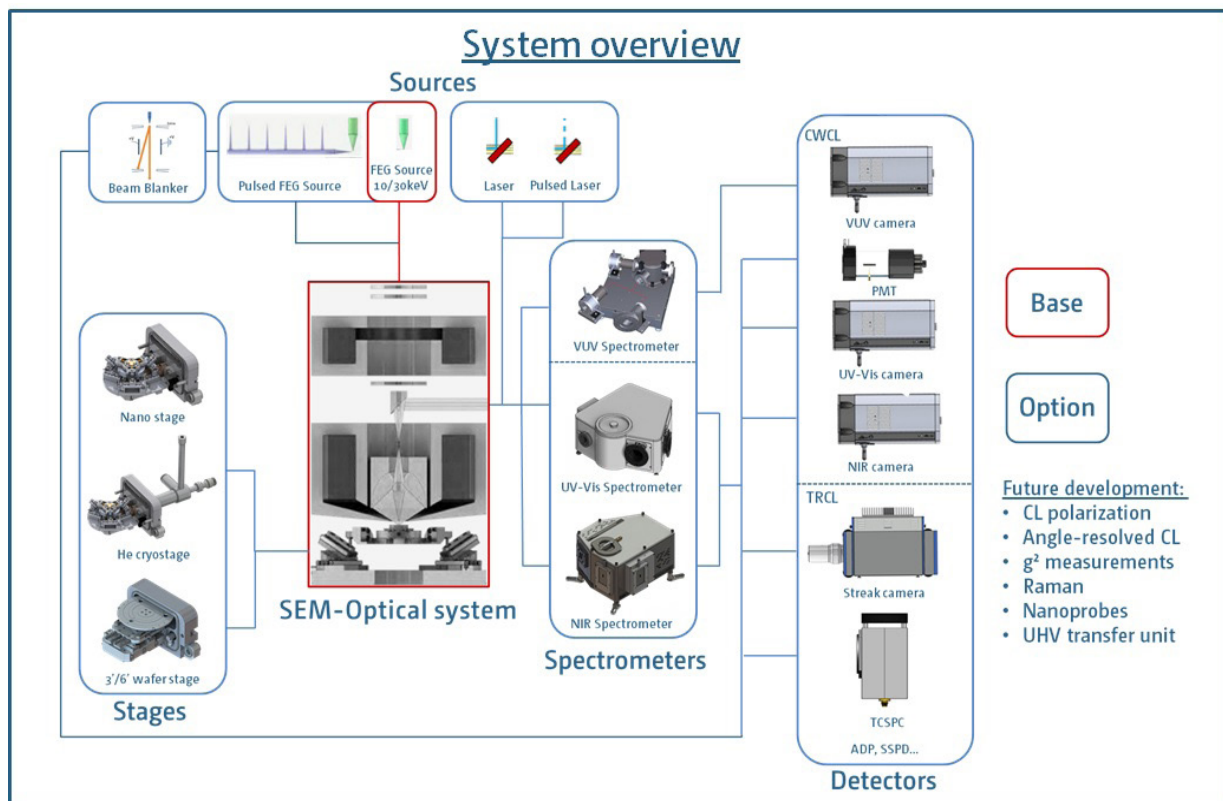 System overview
Sources
Beam Blanker
Pulsed FEG Source
FEG Source
10/30keV
Laser
Pulsed Laser
Nano stage
He cryostage
3'/6' wafer stage
Stages
SEM-Optical system
VUV Spectrometer
UV-Vis Spectrometer
NIR Spectrometer
Spectrometers
CWCL
VUV camera
PMT
UV-Vis camera
NIR camera
TRCL
Streak camera
TCSPC
ADP, SSPD...
Detectors
Base
Option
Future development:
• CL polarization
• Angle-resolved CL
• g² measurements
• Raman
• Nanoprobes
• UHV transfer unit